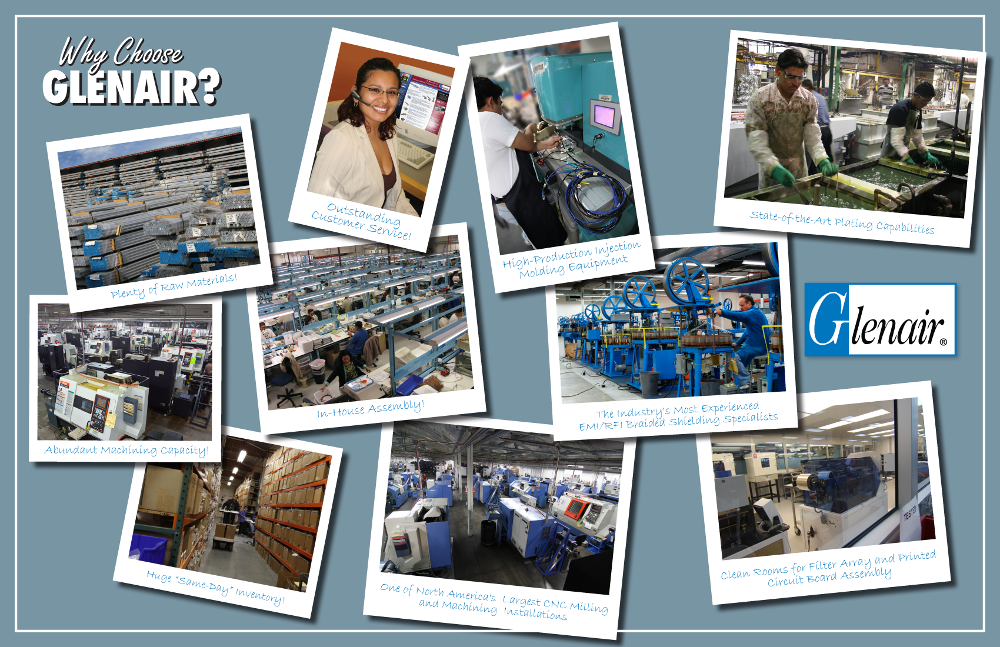 Why Choose
GLENAIR?
Outstanding
Customer Service!
High-Production Injection
Molding Equipment
State-of-the-Art Plating Capabilities
Plenty of Raw Materials!
In-House Assembly!
The Industry's Most Experienced
EMI/RFI Braided Shielding Specialists
Glenair®
Abundant Machining Capacity!
Huge "Same-Day" Inventory!
One of North America's Largest CNC Milling
and Machining Installations
TESTED
Clean Rooms for Filter Array and Printed
Circuit Board Assembly